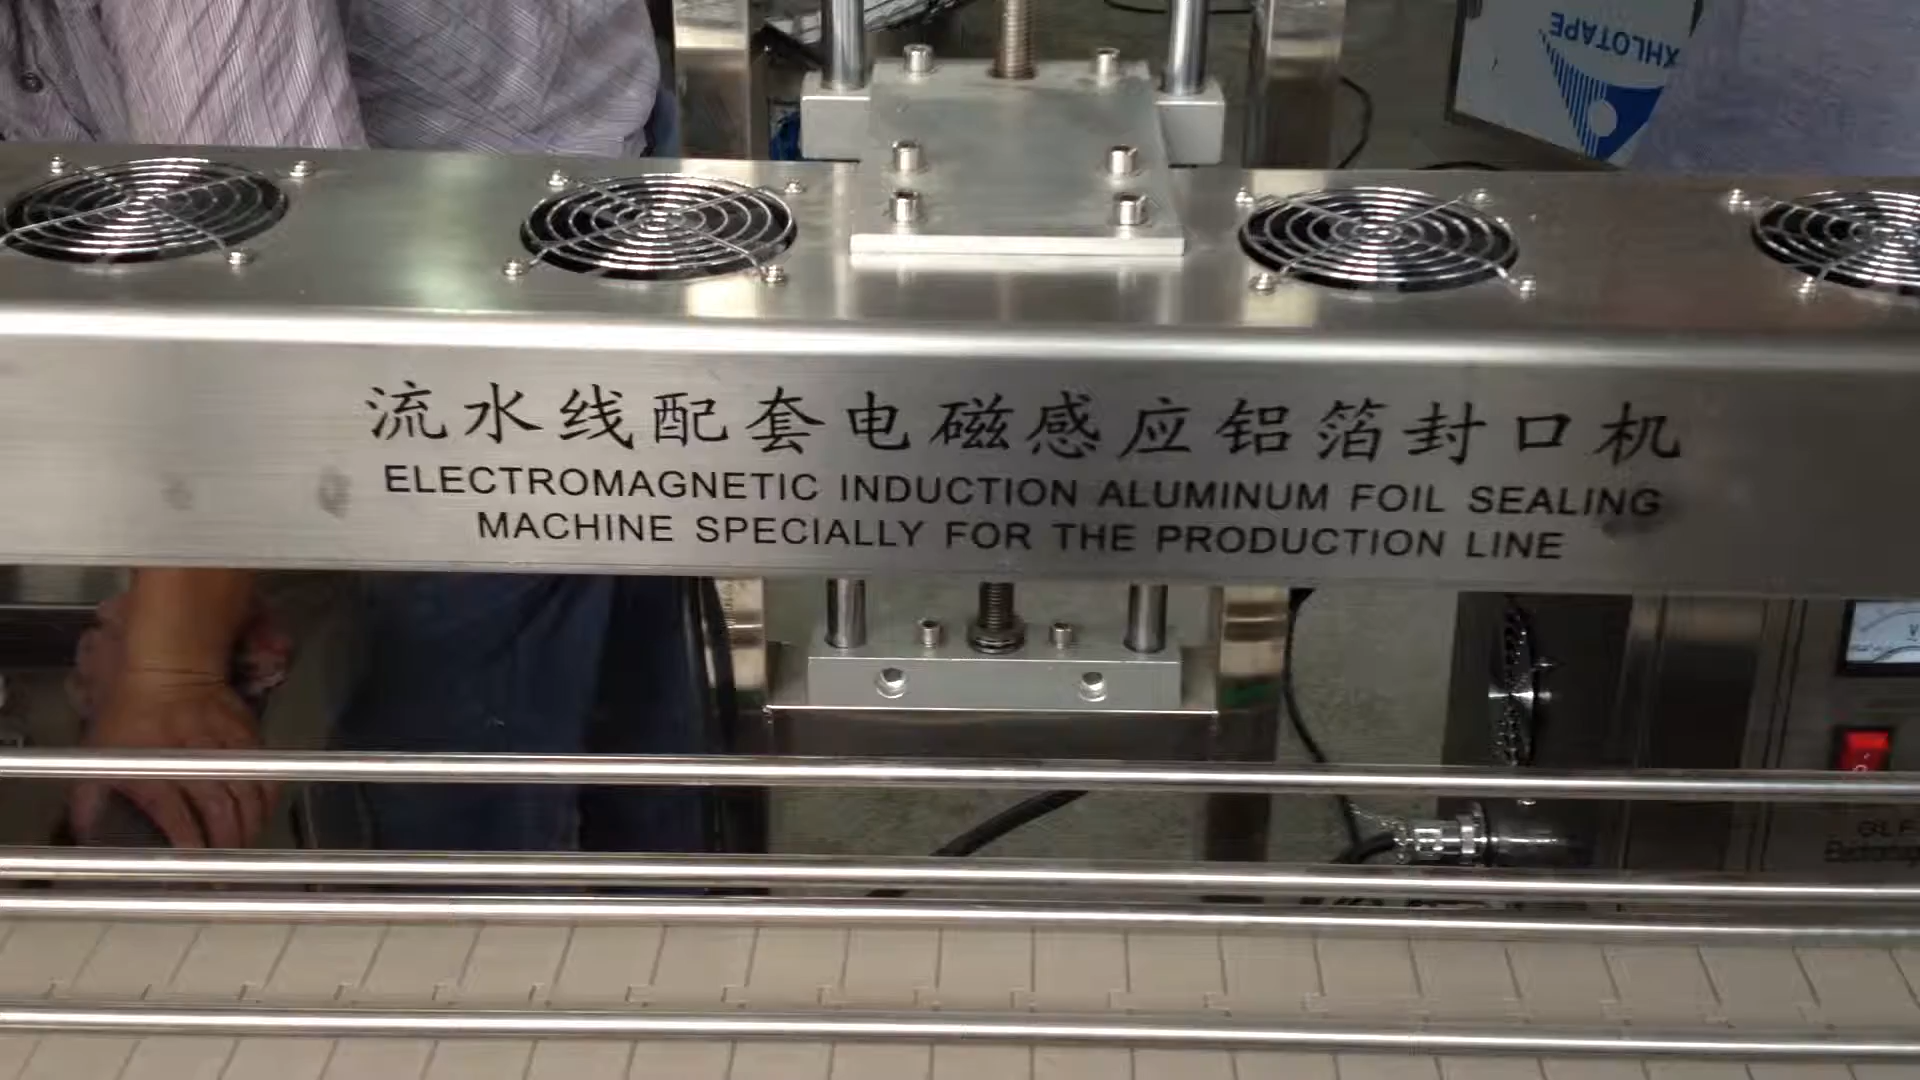 XHLOTAPE
流水线配套电磁感应铝箔封口机
ELECTROMAGNETIC INDUCTION ALUMINUM FOIL SEALING
MACHINE SPECIALLY FOR THE PRODUCTION LINE
V